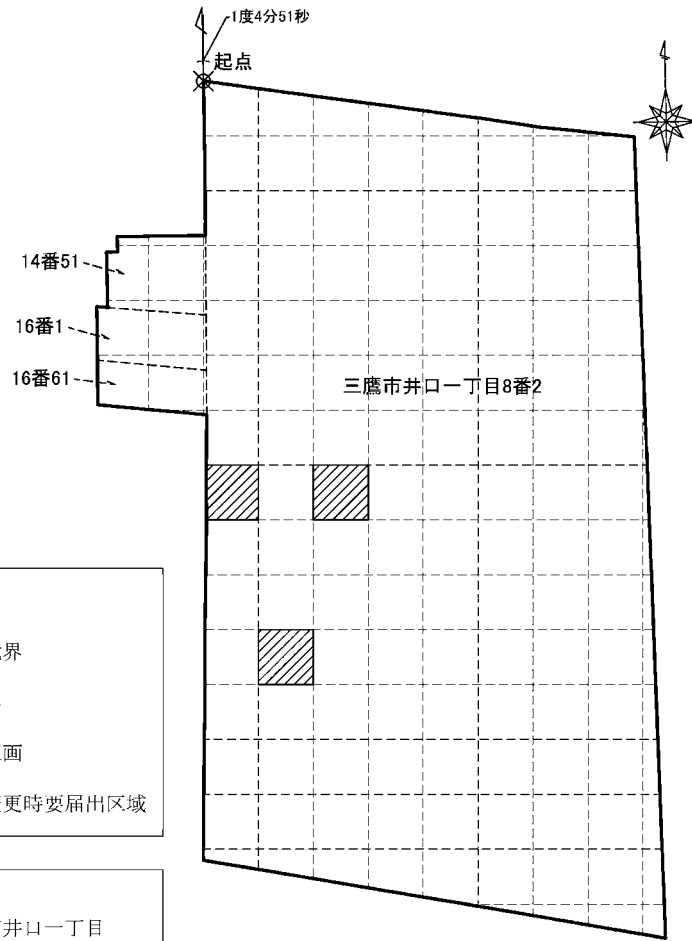 1度4分51秒
起点
14番51
16番1
16番61
三鷹市井口一丁目8番2
界
画
更時要届出区域
井口一丁目